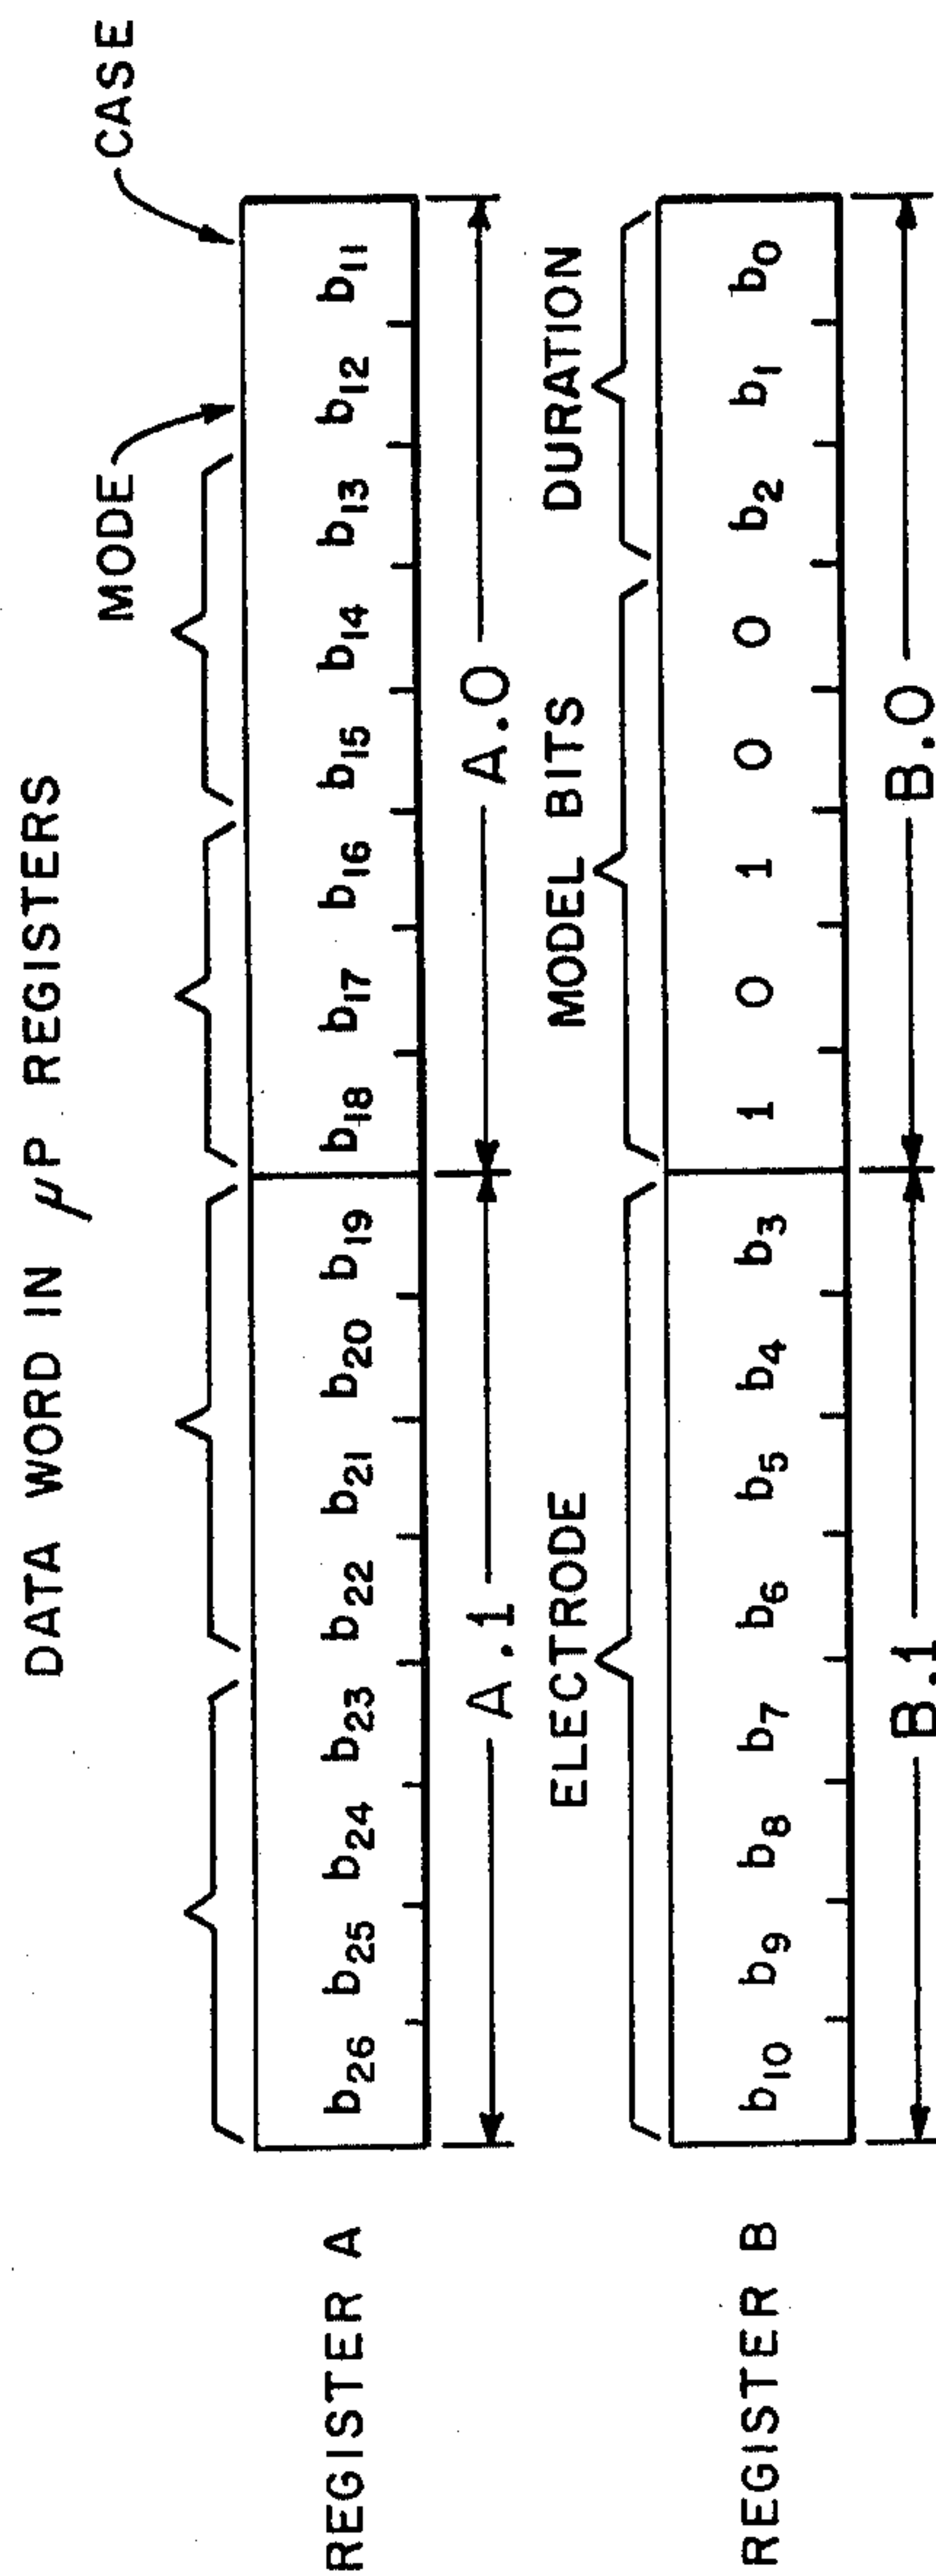 DATA WORD IN μP REGISTERS
MODE CASE
REGISTER A b26 b25 b24 b23 b22 b21 b20 b19 b18 b17 b16 b15 b14 b13 b12 b11
A.1 A.0
ELECTRODE MODEL BITS DURATION
REGISTER B b10 b9 b8 b7 b6 b5 b4 b3 1 0 1 0 0 b2 b1 b0
B.1 B.0